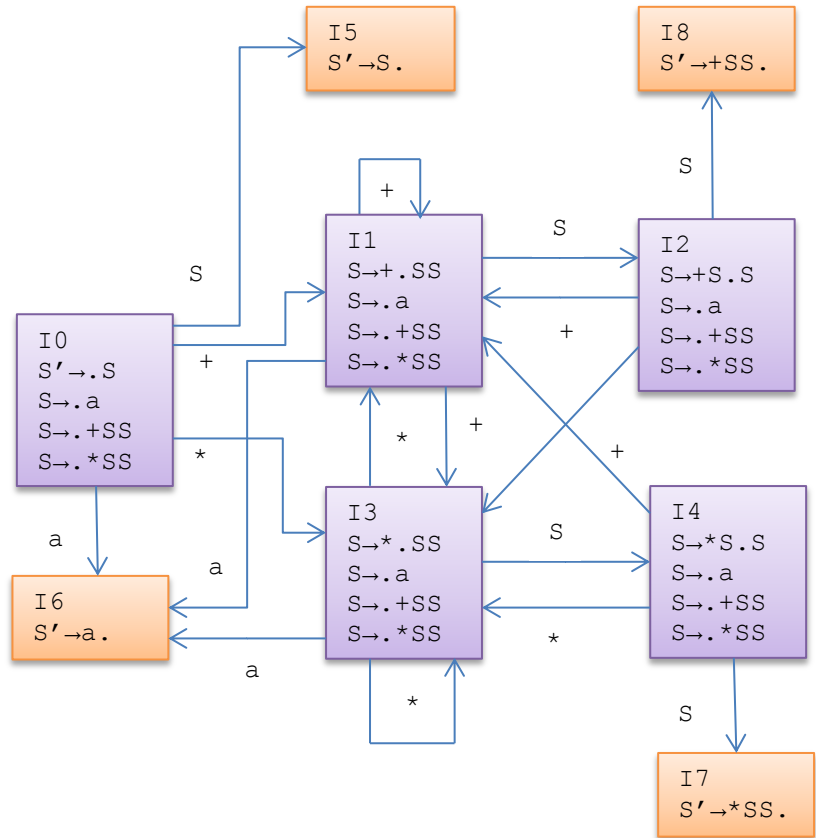 I5
S′→S.
I8
S′→+SS.
+
S
S
I1
S→+.SS
S→.a
S→.+SS
S→.*SS
I2
S→+S.S
S→.a
S→.+SS
S→.*SS
S
+
+
I0
S′→.S
S→.a
S→.+SS
S→.*SS
*
*
+
+
I3
S→*.SS
S→.a
S→.+SS
S→.*SS
S
I4
S→*S.S
S→.a
S→.+SS
S→.*SS
a
a
I6
S′→a.
*
a
*
S
I7
S′→*SS.